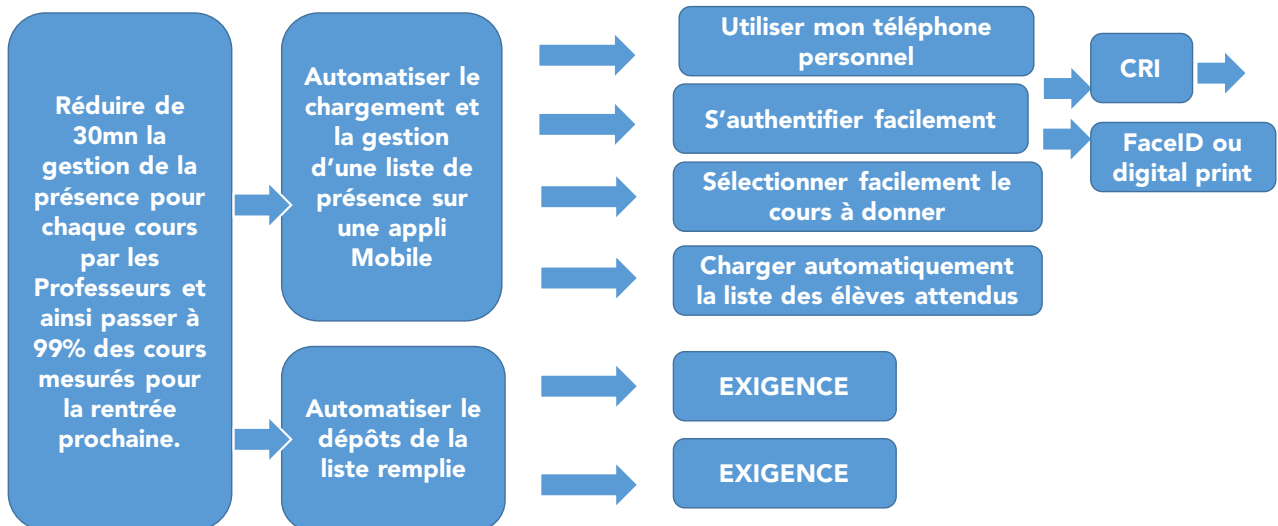 Réduire de
30mn la
gestion de la
présence pour
chaque cours
par les
Professeurs et
ainsi passer à
99% des cours
mesurés pour
la rentrée
prochaine.
Automatiser le
chargement et
la gestion
d’une liste de
présence sur
une appli
Mobile
Automatiser le
dépôts de la
liste remplie
Utiliser mon téléphone
personnel
S’authentifier facilement
Sélectionner facilement le
cours à donner
Charger automatiquement
la liste des élèves attendus
EXIGENCE
EXIGENCE
CRI
FaceID ou
digital print